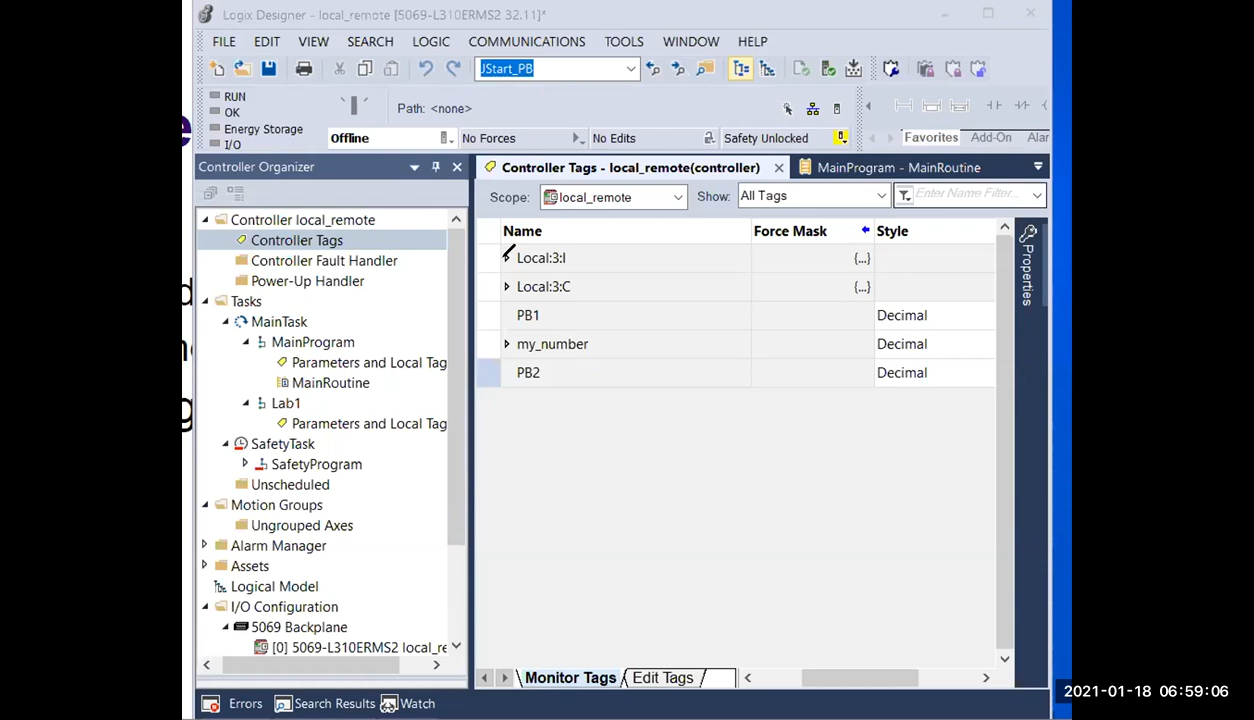 Logix Designer - local_remote [5069-L310ERMS2 32.11]*
FILE EDIT VIEW SEARCH LOGIC COMMUNICATIONS TOOLS WINDOW HELP
JStart_PB
RUN
OK
Energy Storage
I/O
Path: <none>
Offline No Forces No Edits Safety Unlocked
Favorites Add-On Alar
Controller Organizer
Controller local_remote
Controller Tags
Controller Fault Handler
Power-Up Handler
Tasks
MainTask
MainProgram
Parameters and Local Tag
MainRoutine
Lab1
Parameters and Local Tag
SafetyTask
SafetyProgram
Unscheduled
Motion Groups
Ungrouped Axes
Alarm Manager
Assets
Logical Model
I/O Configuration
5069 Backplane
[0] 5069-L310ERMS2 local_re
Controller Tags - local_remote(controller)
MainProgram - MainRoutine
Scope: local_remote Show: All Tags Enter Name Filter...
Name Force Mask Style
Local:3:I {...}
Local:3:C {...}
PB1 Decimal
my_number Decimal
PB2 Decimal
Properties
Monitor Tags Edit Tags
Errors Search Results Watch
2021-01-18 06:59:06